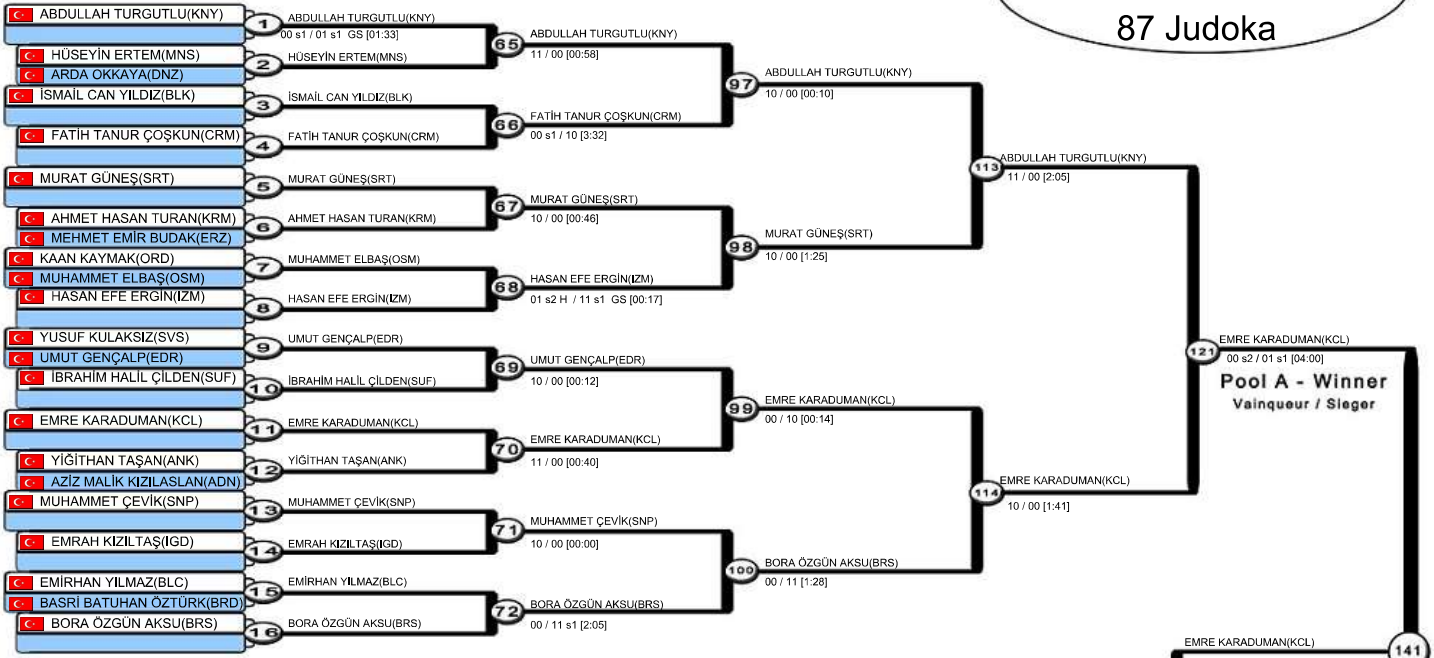 87 Judoka
ABDULLAH TURGUTLU(KNY)
1
ABDULLAH TURGUTLU(KNY)
00 s1 / 01 s1 GS [01:33]
HÜSEYİN ERTEM(MNS)
ARDA OKKAYA(DNZ)
2
HÜSEYİN ERTEM(MNS)
65
ABDULLAH TURGUTLU(KNY)
11 / 00 [00:58]
İSMAİL CAN YILDIZ(BLK)
3
İSMAİL CAN YILDIZ(BLK)
FATİH TANUR ÇOŞKUN(CRM)
4
FATİH TANUR ÇOŞKUN(CRM)
66
FATİH TANUR ÇOŞKUN(CRM)
00 s1 / 10 [3:32]
97
ABDULLAH TURGUTLU(KNY)
10 / 00 [00:10]
MURAT GÜNEŞ(SRT)
5
MURAT GÜNEŞ(SRT)
AHMET HASAN TURAN(KRM)
MEHMET EMİR BUDAK(ERZ)
6
AHMET HASAN TURAN(KRM)
67
MURAT GÜNEŞ(SRT)
10 / 00 [00:46]
KAAN KAYMAK(ORD)
MUHAMMET ELBAŞ(OSM)
7
MUHAMMET ELBAŞ(OSM)
HASAN EFE ERGİN(IZM)
8
HASAN EFE ERGİN(IZM)
68
HASAN EFE ERGİN(IZM)
01 s2 H / 11 s1 GS [00:17]
98
MURAT GÜNEŞ(SRT)
10 / 00 [1:25]
113
ABDULLAH TURGUTLU(KNY)
11 / 00 [2:05]
YUSUF KULAKSIZ(SVS)
UMUT GENÇALP(EDR)
9
UMUT GENÇALP(EDR)
İBRAHİM HALİL ÇİLDEN(SUF)
10
İBRAHİM HALİL ÇİLDEN(SUF)
69
UMUT GENÇALP(EDR)
10 / 00 [00:12]
EMRE KARADUMAN(KCL)
11
EMRE KARADUMAN(KCL)
YİĞİTHAN TAŞAN(ANK)
AZİZ MALİK KIZILASLAN(ADN)
12
YİĞİTHAN TAŞAN(ANK)
70
EMRE KARADUMAN(KCL)
11 / 00 [00:40]
99
EMRE KARADUMAN(KCL)
00 / 10 [00:14]
MUHAMMET ÇEVİK(SNP)
13
MUHAMMET ÇEVİK(SNP)
EMRAH KIZILTAŞ(IGD)
14
EMRAH KIZILTAŞ(IGD)
71
MUHAMMET ÇEVİK(SNP)
10 / 00 [00:00]
EMİRHAN YILMAZ(BLC)
BASRİ BATUHAN ÖZTÜRK(BRD)
15
EMİRHAN YILMAZ(BLC)
BORA ÖZGÜN AKSU(BRS)
16
BORA ÖZGÜN AKSU(BRS)
72
BORA ÖZGÜN AKSU(BRS)
00 / 11 s1 [2:05]
100
BORA ÖZGÜN AKSU(BRS)
00 / 11 [1:28]
114
EMRE KARADUMAN(KCL)
10 / 00 [1:41]
121
EMRE KARADUMAN(KCL)
00 s2 / 01 s1 [04:00]
Pool A - Winner
Vainqueur / Sieger
EMRE KARADUMAN(KCL)
141